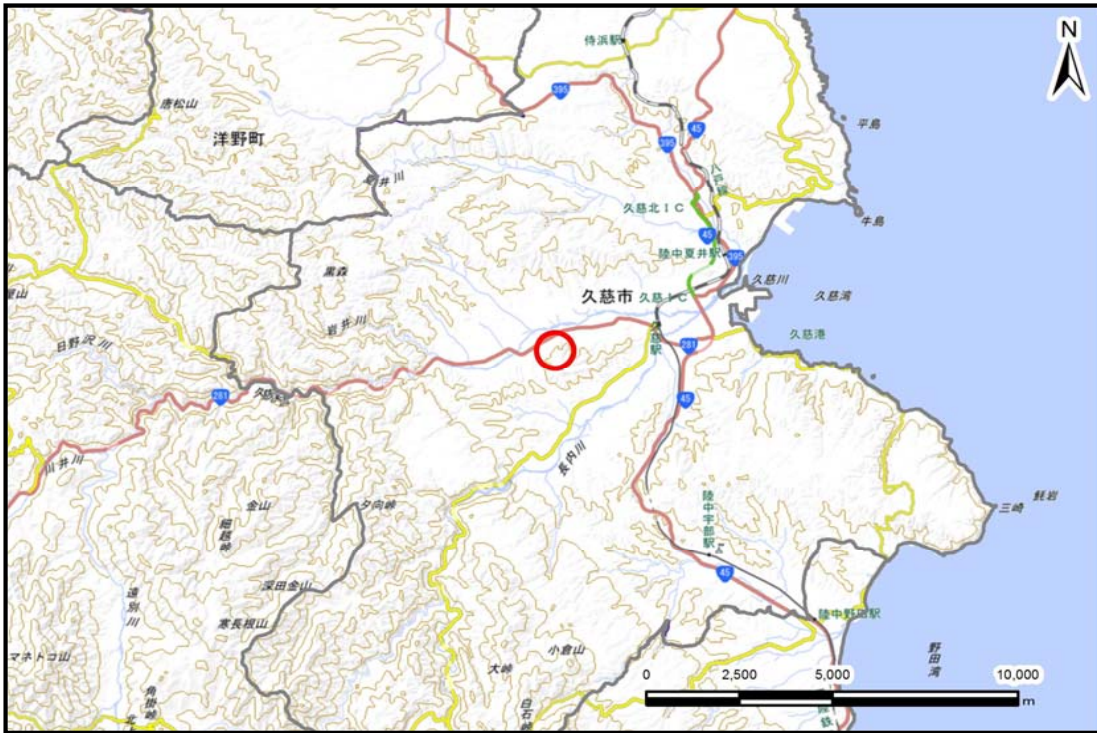 N
侍浜駅
395
唐松山
洋野町
45
395
平島
八戸線
久慈北IC
牛島
45
陸中夏井駅
395
久慈川
黒森
久慈市
久慈IC
久慈湾
岩井川
久慈港
久慈駅
日野沢川
281
281
45
川井川
長内川
三崎
金山
夕向峠
細越峠
陸中宇部駅
45
深田金山
遠別川
陸中野田駅
寒長根山
小倉山
マネトコ山
大峠
野田湾
0
2,500
5,000
10,000
m
角掛峠